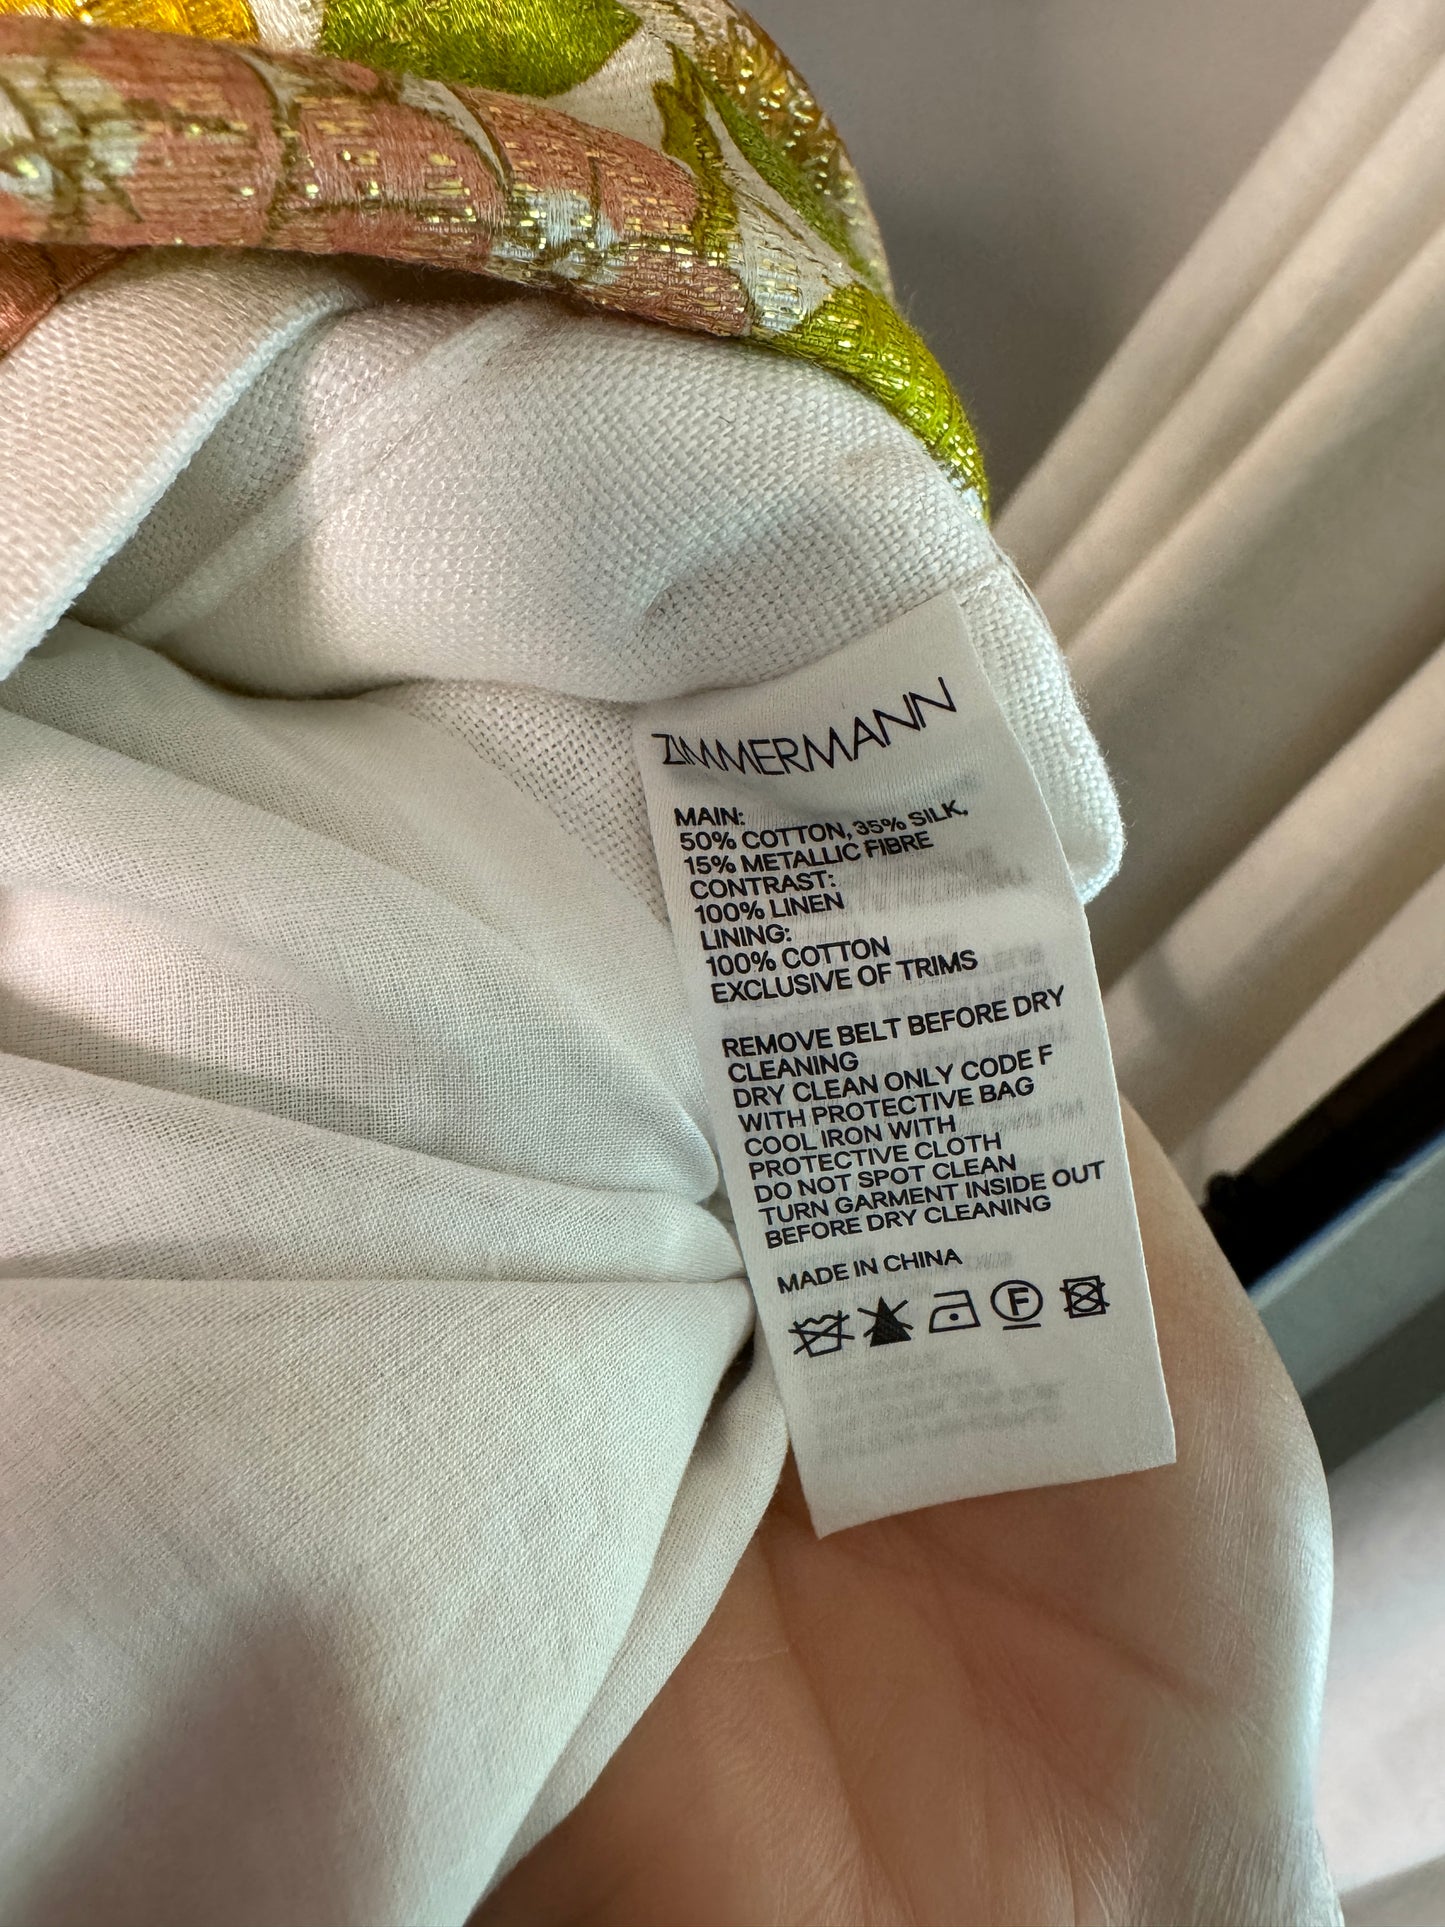 ZIMMERMANN
MAIN:
50% COTTON, 35% SILK,
15% METALLIC FIBRE
CONTRAST:
100% LINEN
LINING:
100% COTTON
EXCLUSIVE OF TRIMS
REMOVE BELT BEFORE DRY
CLEANING
DRY CLEAN ONLY CODE F
WITH PROTECTIVE BAG
COOL IRON WITH
PROTECTIVE CLOTH
DO NOT SPOT CLEAN
TURN GARMENT INSIDE OUT
BEFORE DRY CLEANING
MADE IN CHINA
F